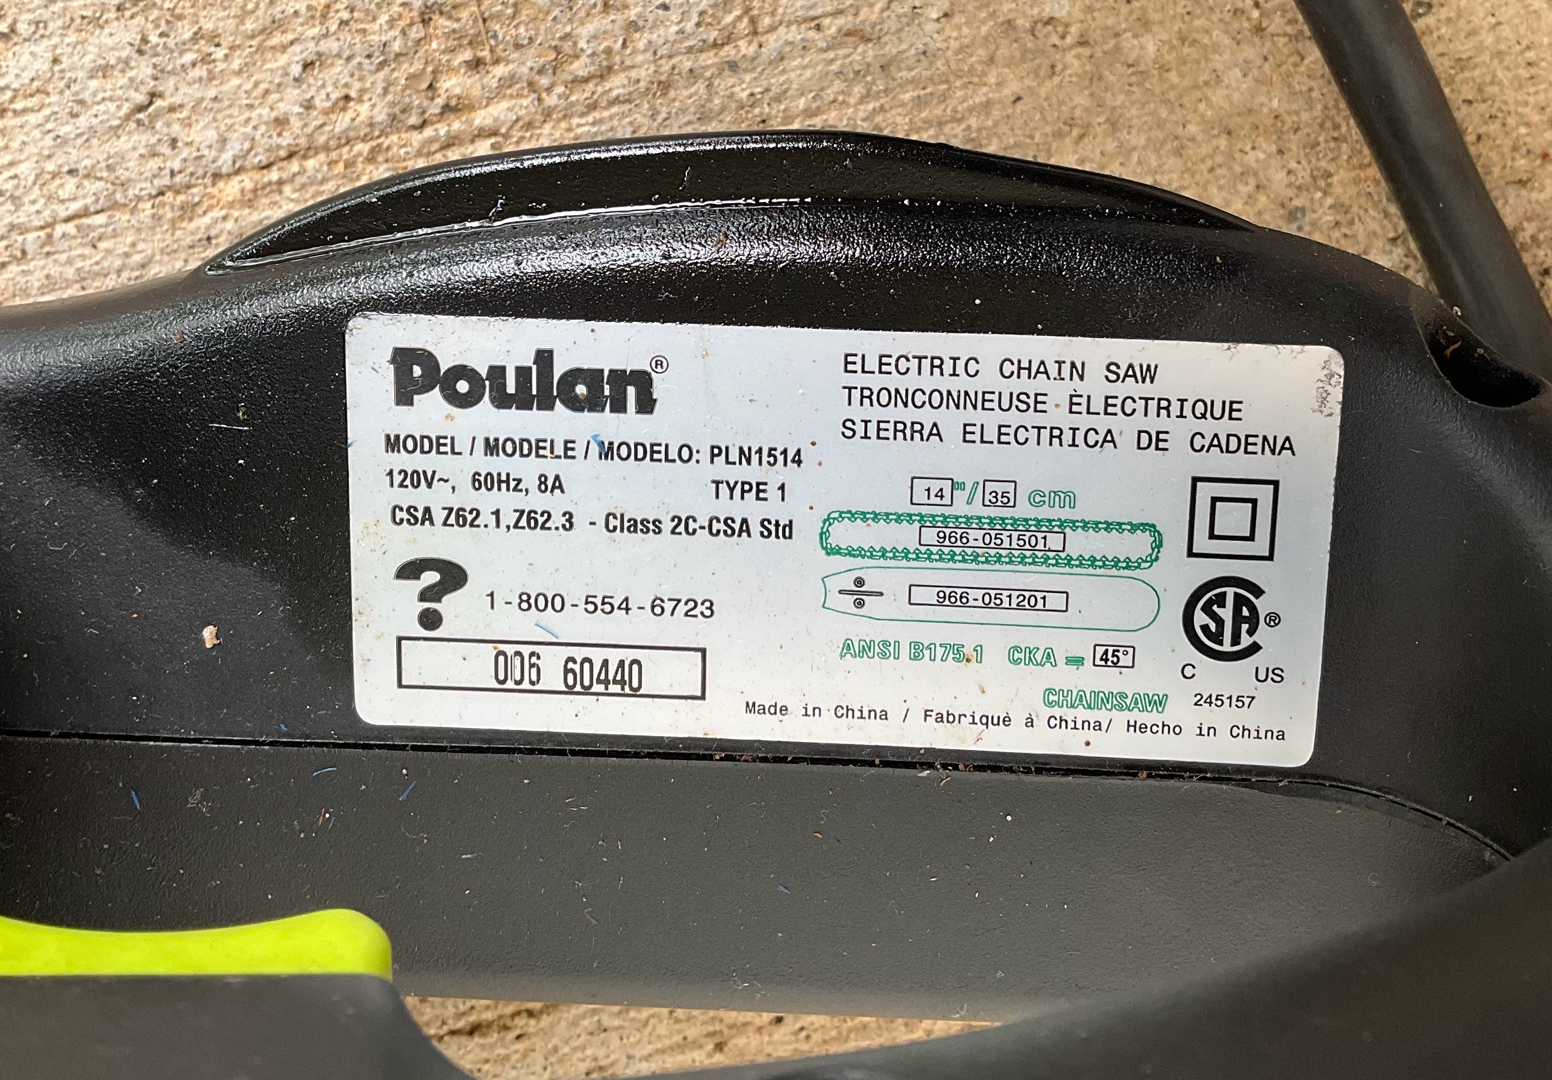 Poulan®
MODEL / MODELE / MODELO: PLN1514
120V~, 60Hz, 8A TYPE 1
CSA Z62.1,Z62.3 - Class 2C-CSA Std
? 1-800-554-6723
006 60440
ELECTRIC CHAIN SAW
TRONCONNEUSE ÈLECTRIQUE
SIERRA ELECTRICA DE CADENA
14"/ 35 cm
966-051501
966-051201
ANSI B175.1 CKA = 45°
CHAINSAW
SA®
C US
245157
Made in China / Fabriquè à China/ Hecho in China